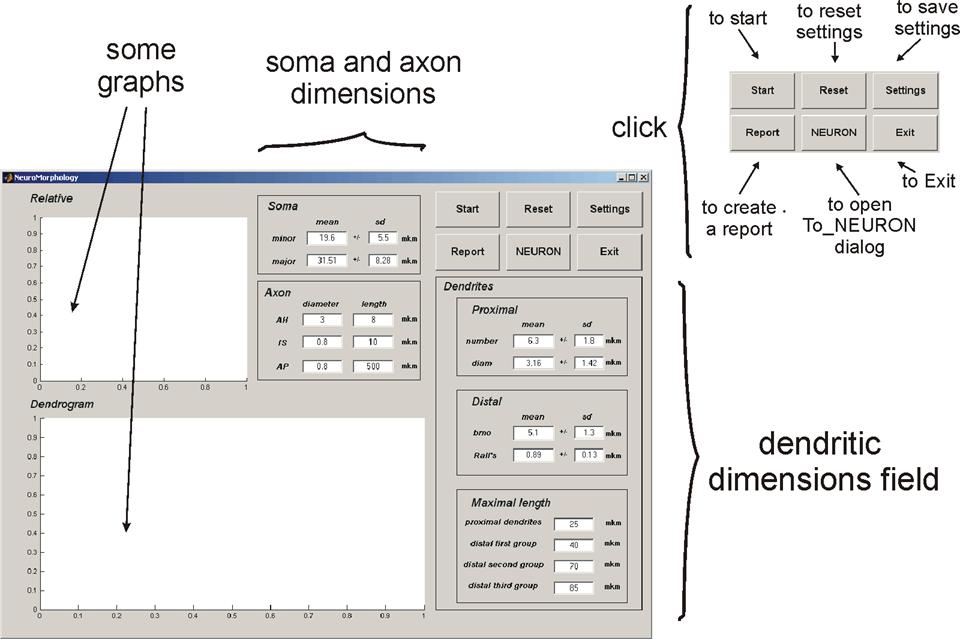 some
graphs
soma and axon
dimensions
click
to start
to reset
settings
to save
settings
Start
Reset
Settings
Report
NEURON
Exit
to create .
a report
to open
To_NEURON
dialog
to Exit
NeuroMorphology
Relative
1
0.9
0.8
0.7
0.6
0.5
0.4
0.3
0.2
0.1
0
0 0.2 0.4 0.6 0.8 1
Soma
mean sd
minor 19.6 +/- 5.5 mkm
major 31.51 +/- 8.28 mkm
Axon
diameter length
AH 3 8 mkm
IS 0.8 10 mkm
AP 0.8 500 mkm
Start Reset Settings
Report NEURON Exit
Dendrites
Proximal
mean sd
number 6.3 +/- 1.8 mkm
diam 3.16 +/- 1.42 mkm
Distal
mean sd
brno 5.1 +/- 1.3 mkm
Rall's 0.89 +/- 0.13 mkm
Maximal length
proximal dendrites 25 mkm
distal first group 40 mkm
distal second group 70 mkm
distal third group 85 mkm
Dendrogram
1
0.9
0.8
0.7
0.6
0.5
0.4
0.3
0.2
0.1
0
0 0.1 0.2 0.3 0.4 0.5 0.6 0.7 0.8 0.9 1
dendritic
dimensions field